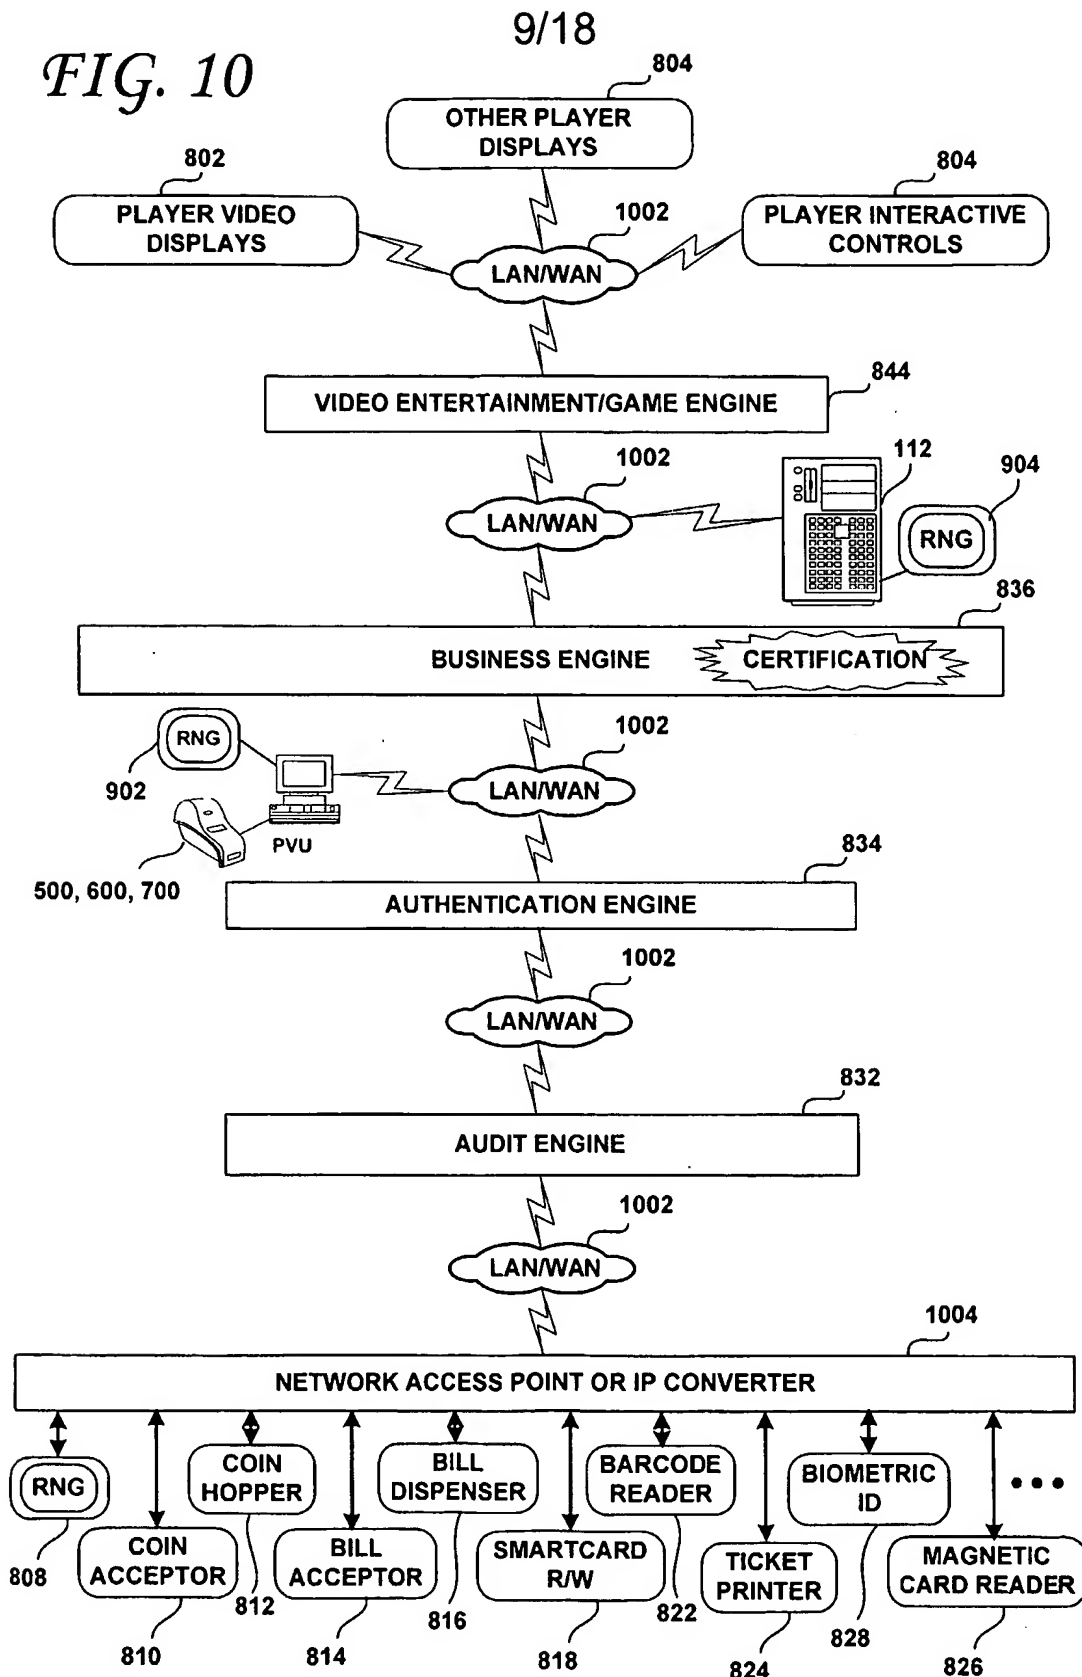 9/18
FIG. 10
804
OTHER PLAYER
DISPLAYS
802
PLAYER VIDEO
DISPLAYS
804
PLAYER INTERACTIVE
CONTROLS
1002
LAN/WAN
844
VIDEO ENTERTAINMENT/GAME ENGINE
1002
LAN/WAN
112
904
RNG
836
BUSINESS ENGINE
CERTIFICATION
RNG
902
1002
LAN/WAN
PVU
500, 600, 700
834
AUTHENTICATION ENGINE
1002
LAN/WAN
832
AUDIT ENGINE
1002
LAN/WAN
1004
NETWORK ACCESS POINT OR IP CONVERTER
RNG
808
COIN
ACCEPTOR
810
COIN
HOPPER
812
BILL
ACCEPTOR
814
BILL
DISPENSER
816
SMARTCARD
R/W
818
BARCODE
READER
822
TICKET
PRINTER
824
BIOMETRIC
ID
828
MAGNETIC
CARD READER
826